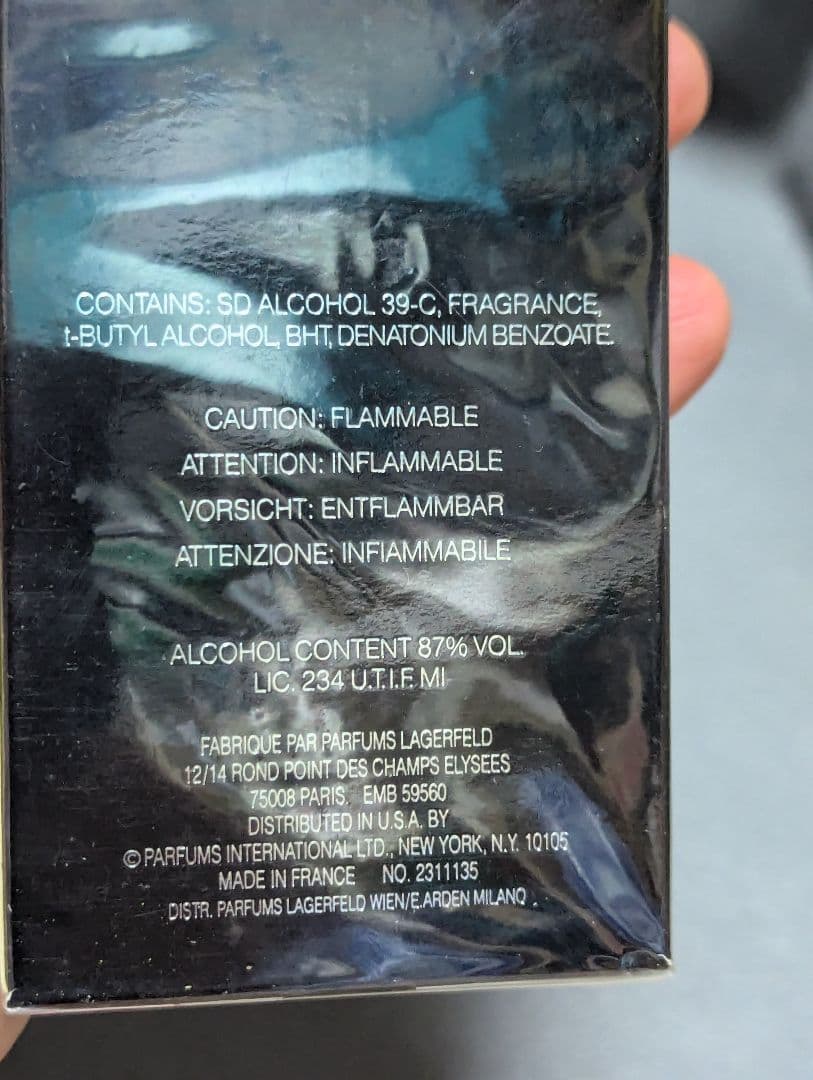 CONTAINS: SD ALCOHOL 39-C, FRAGRANCE,
t-BUTYL ALCOHOL, BHT, DENATONIUM BENZOATE.
CAUTION: FLAMMABLE
ATTENTION: INFLAMMABLE
VORSICHT: ENTFLAMMBAR
ATTENZIONE: INFIAMMABILE
ALCOHOL CONTENT 87% VOL.
LIC. 234 U.T.I.F. MI
FABRIQUE PAR PARFUMS LAGERFELD
12/14 ROND POINT DES CHAMPS ELYSEES
75008 PARIS. EMB 59560
DISTRIBUTED IN U.S.A. BY
© PARFUMS INTERNATIONAL LTD., NEW YORK, N.Y. 10105
MADE IN FRANCE NO. 2311135
DISTR. PARFUMS LAGERFELD WIEN/E.ARDEN MILANO .